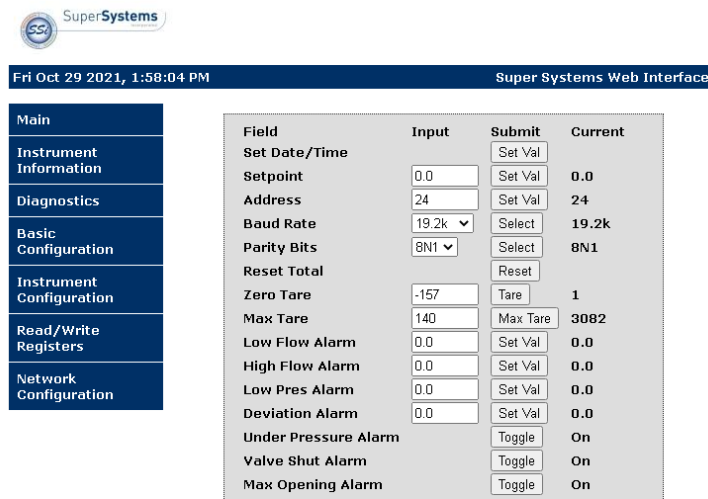 SSi SuperSystems
Fri Oct 29 2021, 1:58:04 PM Super Systems Web Interface
Main
Instrument
Information
Diagnostics
Basic
Configuration
Instrument
Configuration
Read/Write
Registers
Network
Configuration
Field Input Submit Current
Set Date/Time Set Val
Setpoint 0.0 Set Val 0.0
Address 24 Set Val 24
Baud Rate 19.2k Select 19.2k
Parity Bits 8N1 Select 8N1
Reset Total Reset
Zero Tare -157 Tare 1
Max Tare 140 Max Tare 3082
Low Flow Alarm 0.0 Set Val 0.0
High Flow Alarm 0.0 Set Val 0.0
Low Pres Alarm 0.0 Set Val 0.0
Deviation Alarm 0.0 Set Val 0.0
Under Pressure Alarm Toggle On
Valve Shut Alarm Toggle On
Max Opening Alarm Toggle On